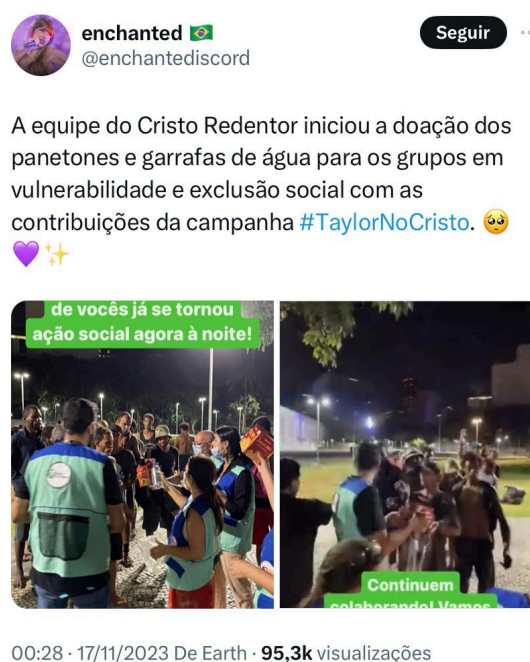 enchanted 🇧🇷
Seguir
@enchantediscord
A equipe do Cristo Redentor iniciou a doação dos
panetones e garrafas de água para os grupos em
vulnerabilidade e exclusão social com as
contribuições da campanha #TaylorNoCristo. 🥺
💜✨
de vocês já se tornou
ação social agora à noite!
Continuem
colaborando! Vamos
00:28 · 17/11/2023 De Earth · 95,3k visualizações